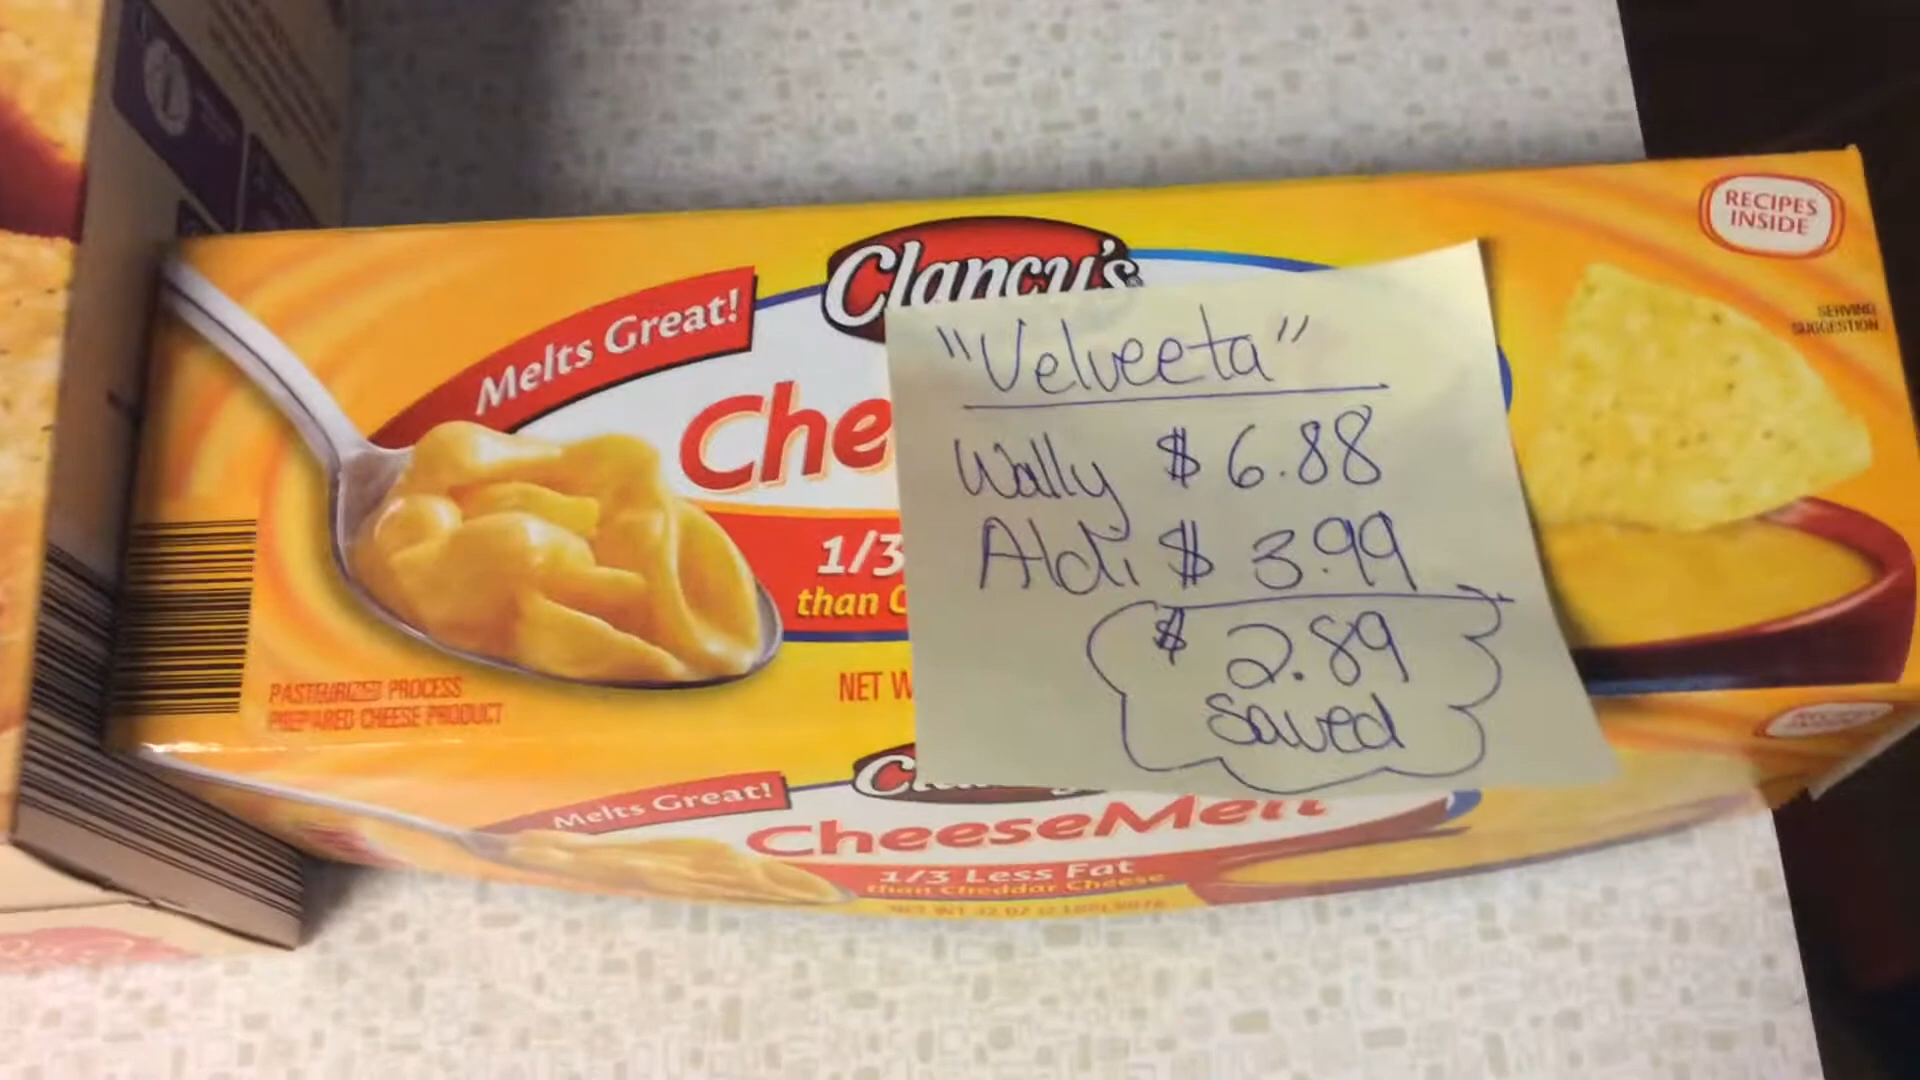 RECIPES
INSIDE
Clancy's
Melts Great!
SERVING
SUGGESTION
"Velveeta"
Wally $ 6.88
Aldi $ 3.99
$ 2.89
Saved
Che
1/3
than C
NET W
PASTEURIZED PROCESS
PREPARED CHEESE PRODUCT
Melts Great!
CheeseMelt
1/3 Less Fat
than Cheddar Cheese